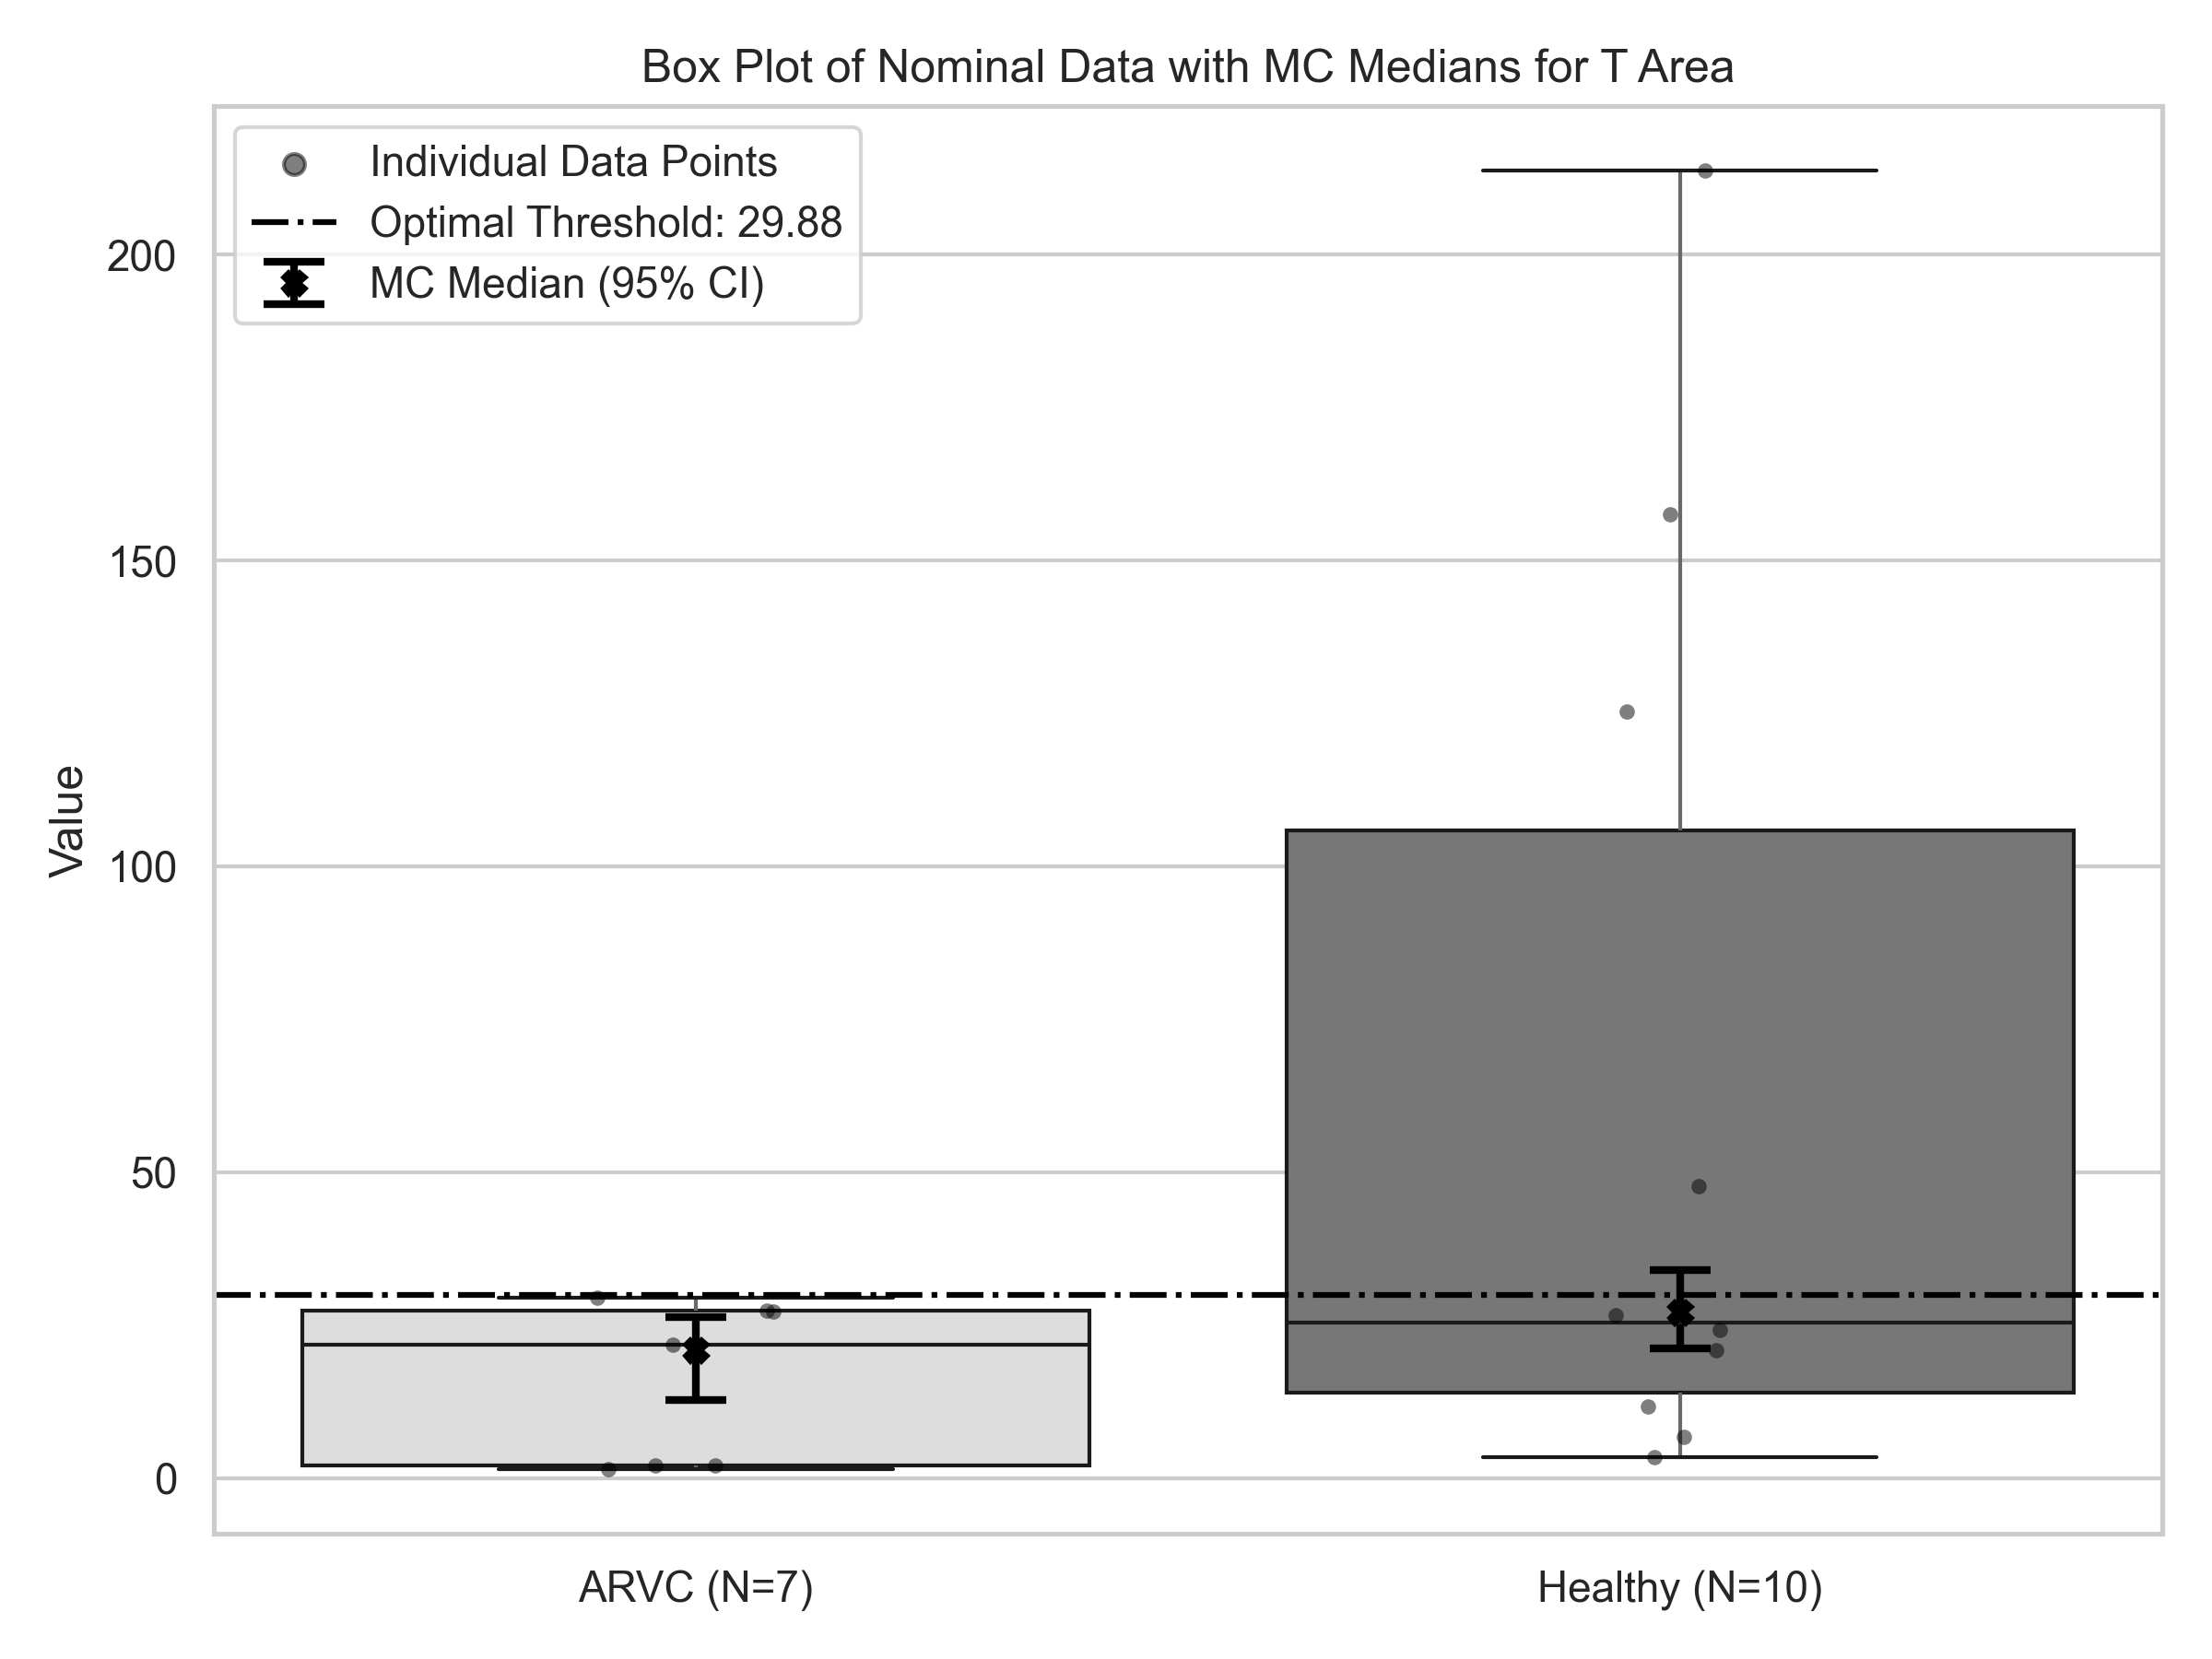 Box Plot of Nominal Data with MC Medians for T Area
Individual Data Points
Optimal Threshold: 29.88
MC Median (95% CI)
Value
200
150
100
50
0
ARVC (N=7)
Healthy (N=10)